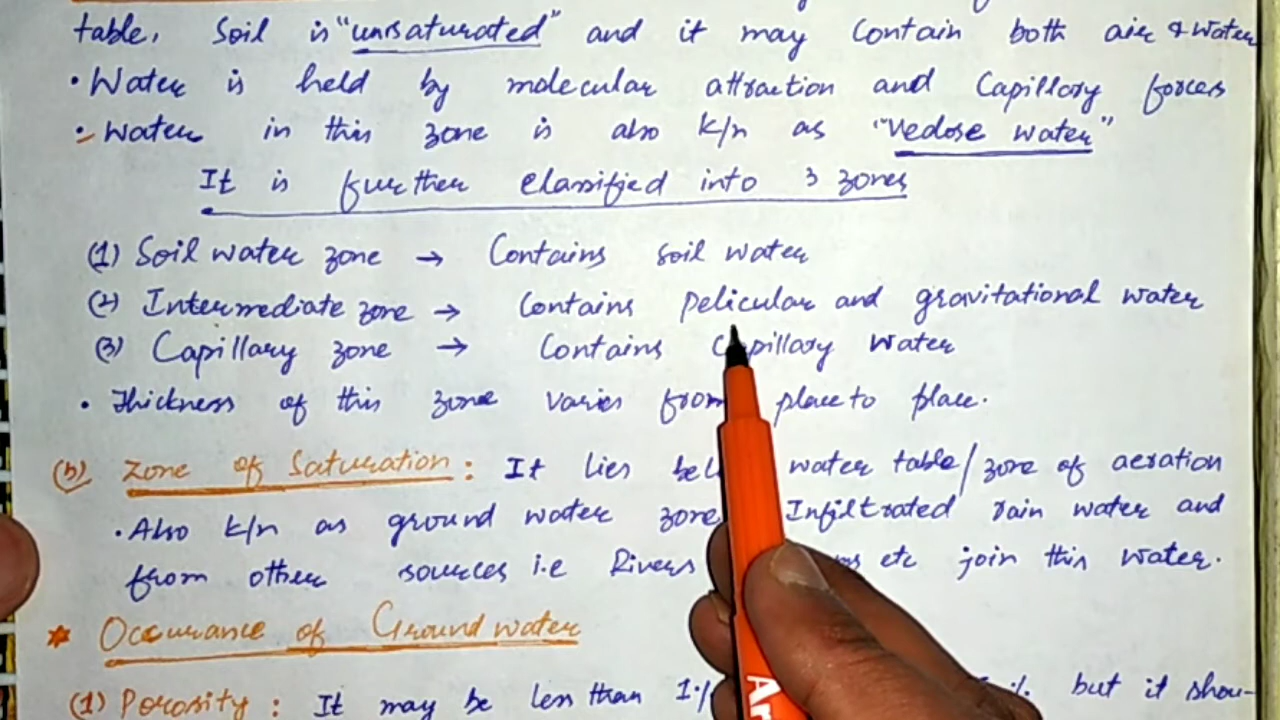 table, Soil is "unsaturated" and it may contain both air & water
• Water is held by molecular attraction and Capillary forces
• Water in this zone is also k/n as "Vedose water"
It is further classified into 3 zones
(1) Soil water zone → Contains soil water
(2) Intermediate zone → Contains pelicular and gravitational water
(3) Capillary zone → Contains Capillary water
• Thickness of this zone varies from place to place.
(b) Zone of Saturation : It lies bel water table/zone of aeration
• Also k/n as ground water zone Infiltrated rain water and
from other sources i.e Rivers etc join this water.
* Occurance of Ground water
(1) Porosity : It may be less than 1% but it shou-
Ar